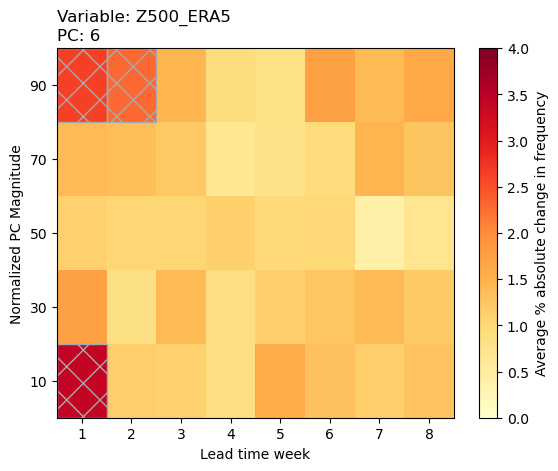 Variable: Z500_ERA5
PC: 6
4.0
3.5
3.0
2.5
2.0
1.5
1.0
0.5
0.0
Average % absolute change in frequency
90
70
50
30
10
Normalized PC Magnitude
1 2 3 4 5 6 7 8
Lead time week